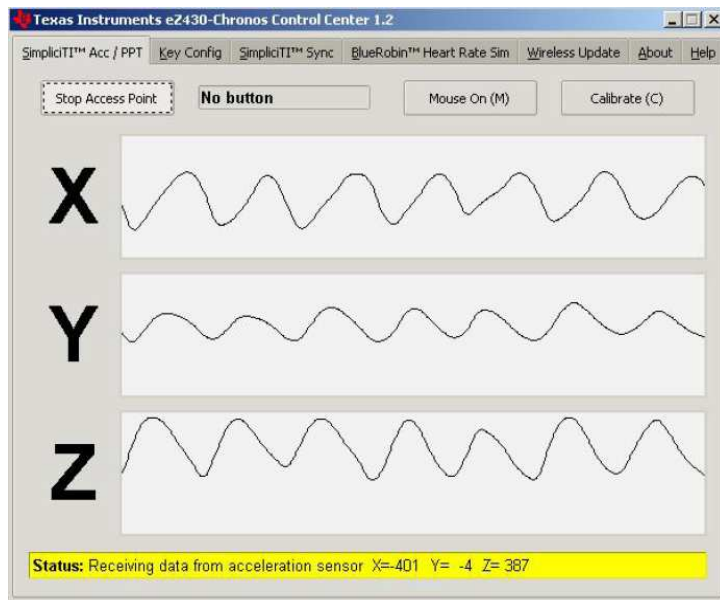 Texas Instruments eZ430-Chronos Control Center 1.2
SimpliciTI™ Acc / PPT Key Config SimpliciTI™ Sync BlueRobin™ Heart Rate Sim Wireless Update About Help
Stop Access Point No button Mouse On (M) Calibrate (C)
X
Y
Z
Status: Receiving data from acceleration sensor X=-401 Y= -4 Z= 387